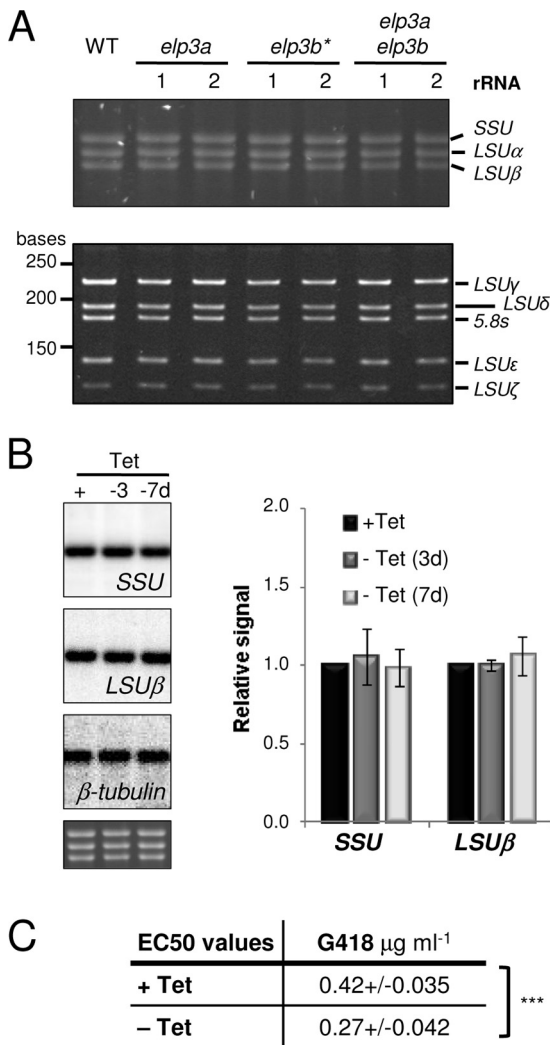 A
WT elp3a elp3b* elp3a elp3b
1 2 1 2 1 2 rRNA
SSU
LSUα
LSUβ
bases
250
200
150
LSUγ
LSUδ
5.8s
LSUε
LSUζ
B
Tet
+ -3 -7d
SSU
LSUβ
β-tubulin
Relative signal
2.0
1.5
1.0
0.5
0.0
+Tet
- Tet (3d)
- Tet (7d)
SSU LSUβ
C
EC50 values G418 µg ml-1
+ Tet 0.42+/-0.035
– Tet 0.27+/-0.042
***